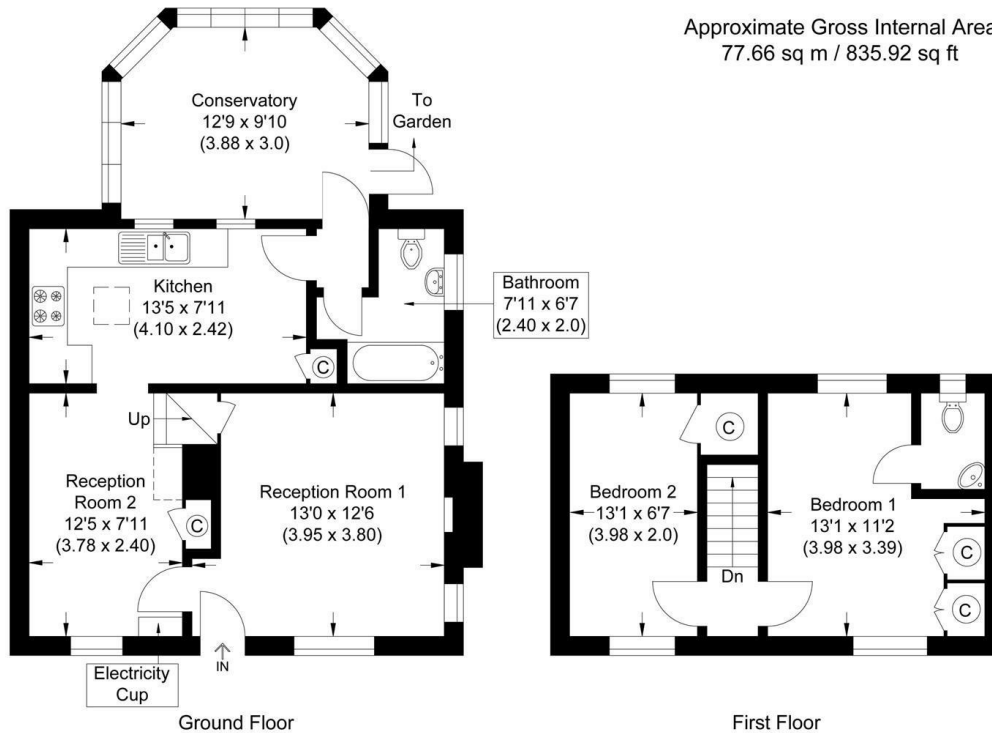 Approximate Gross Internal Area
77.66 sq m / 835.92 sq ft
Conservatory
12'9 x 9'10
(3.88 x 3.0)
To
Garden
Kitchen
13'5 x 7'11
(4.10 x 2.42)
Bathroom
7'11 x 6'7
(2.40 x 2.0)
C
Up
Reception
Room 2
12'5 x 7'11
(3.78 x 2.40)
C
Reception Room 1
13'0 x 12'6
(3.95 x 3.80)
IN
Electricity
Cup
Ground Floor
C
Bedroom 2
13'1 x 6'7
(3.98 x 2.0)
Dn
Bedroom 1
13'1 x 11'2
(3.98 x 3.39)
C
C
First Floor